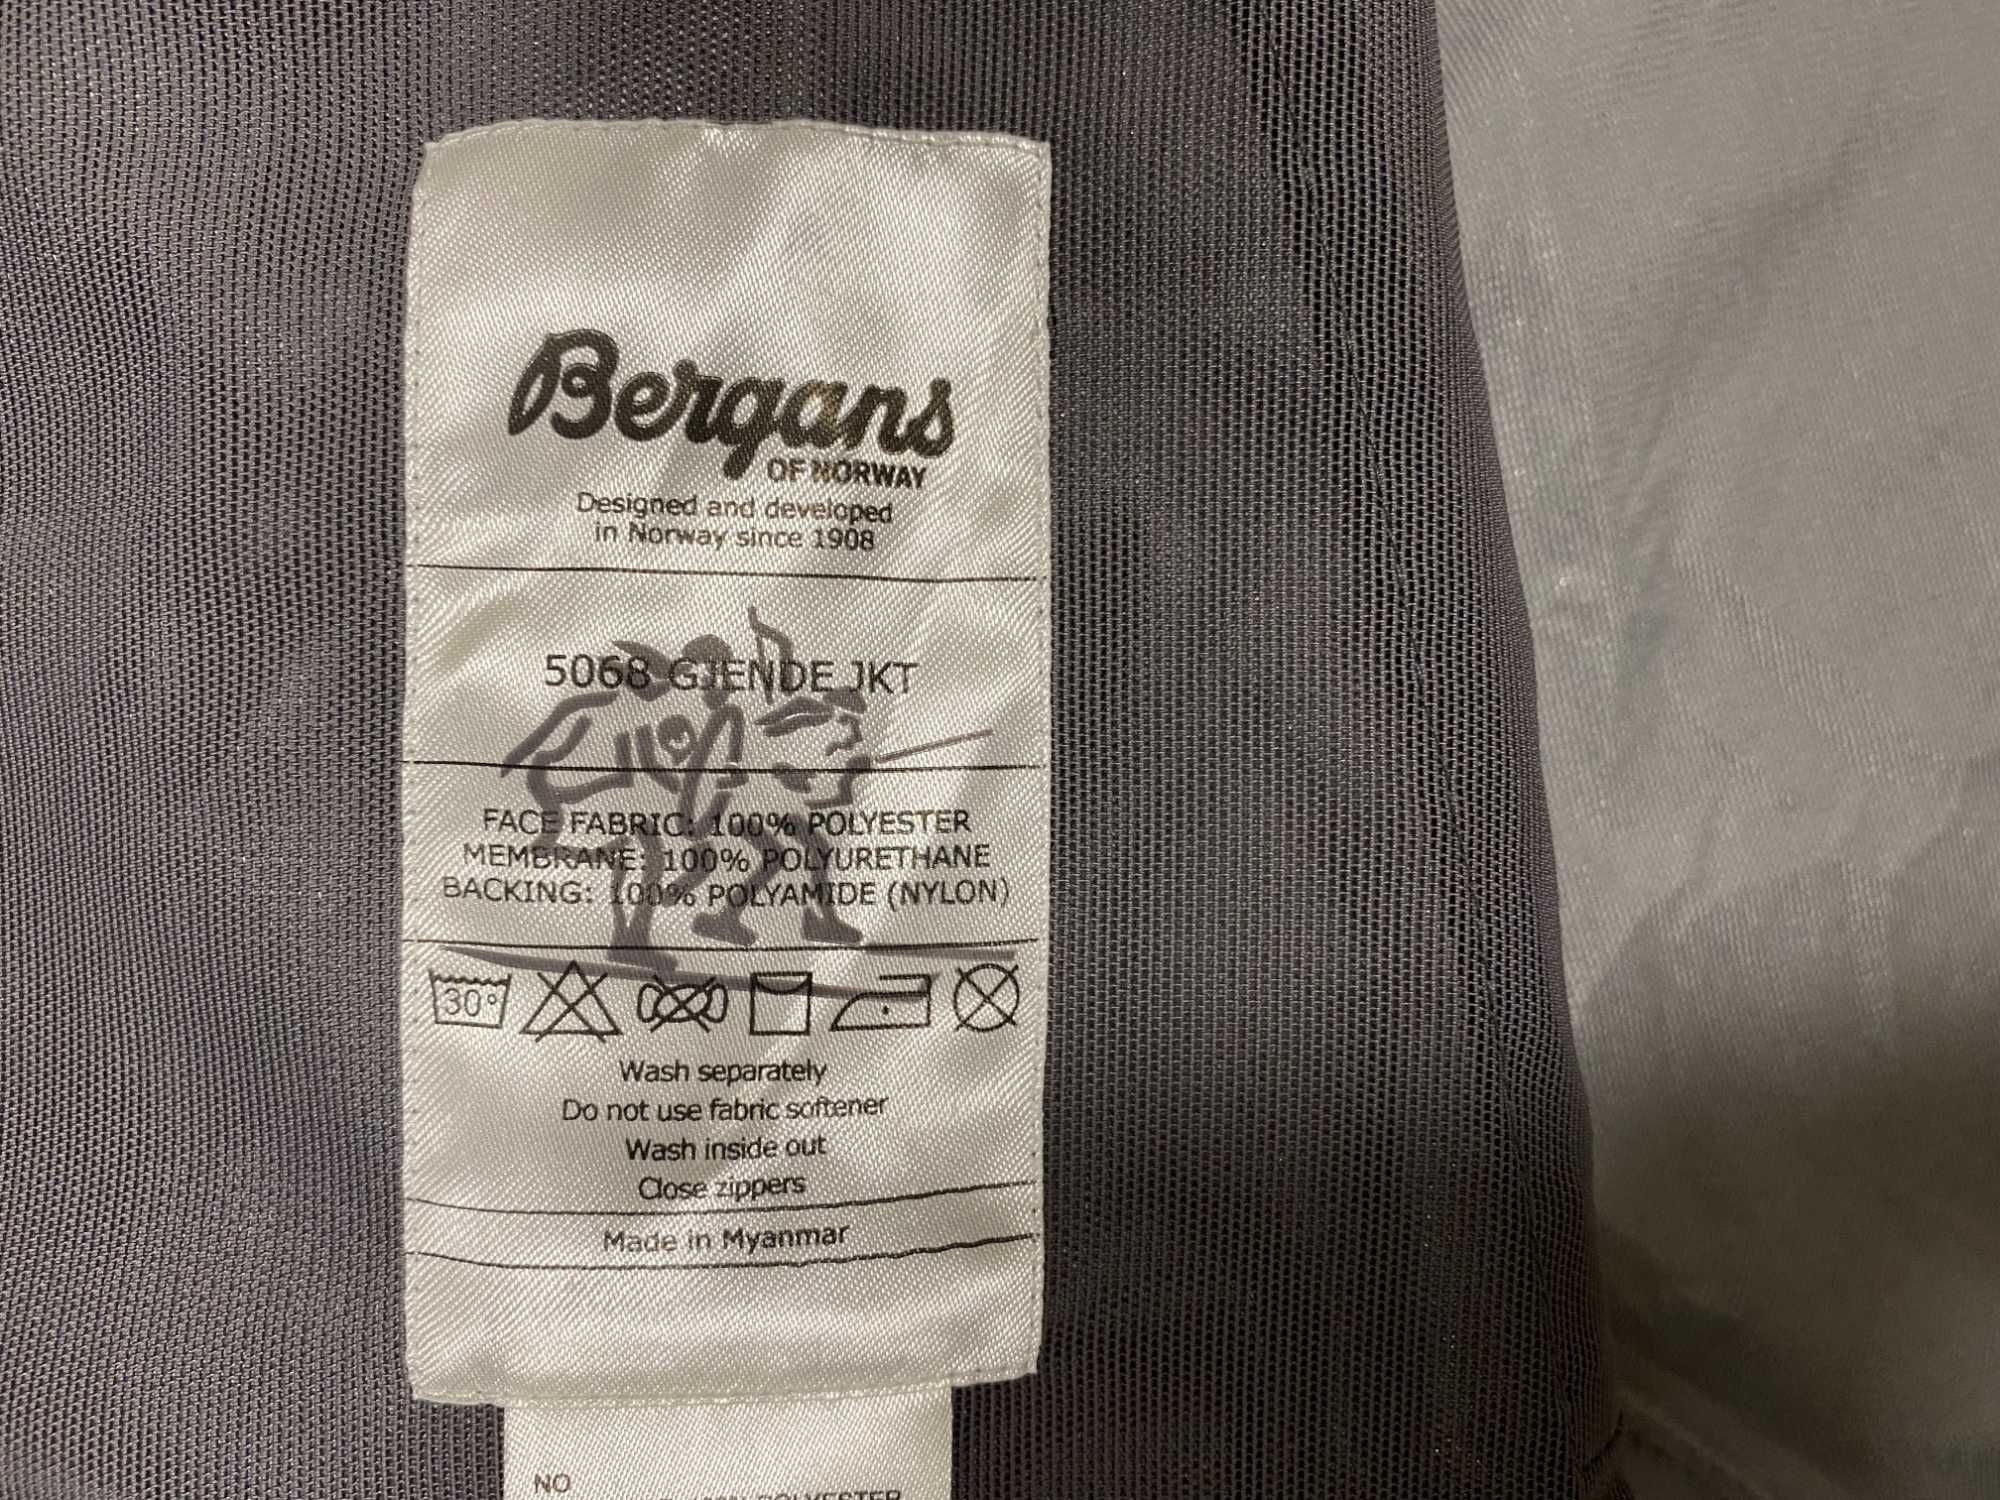 Bergans
OF NORWAY
Designed and developed
in Norway since 1908
5068 GJENDE JKT
FACE FABRIC: 100% POLYESTER
MEMBRANE: 100% POLYURETHANE
BACKING: 100% POLYAMIDE (NYLON)
30°
Wash separately
Do not use fabric softener
Wash inside out
Close zippers
Made in Myanmar
NO
POLYESTER